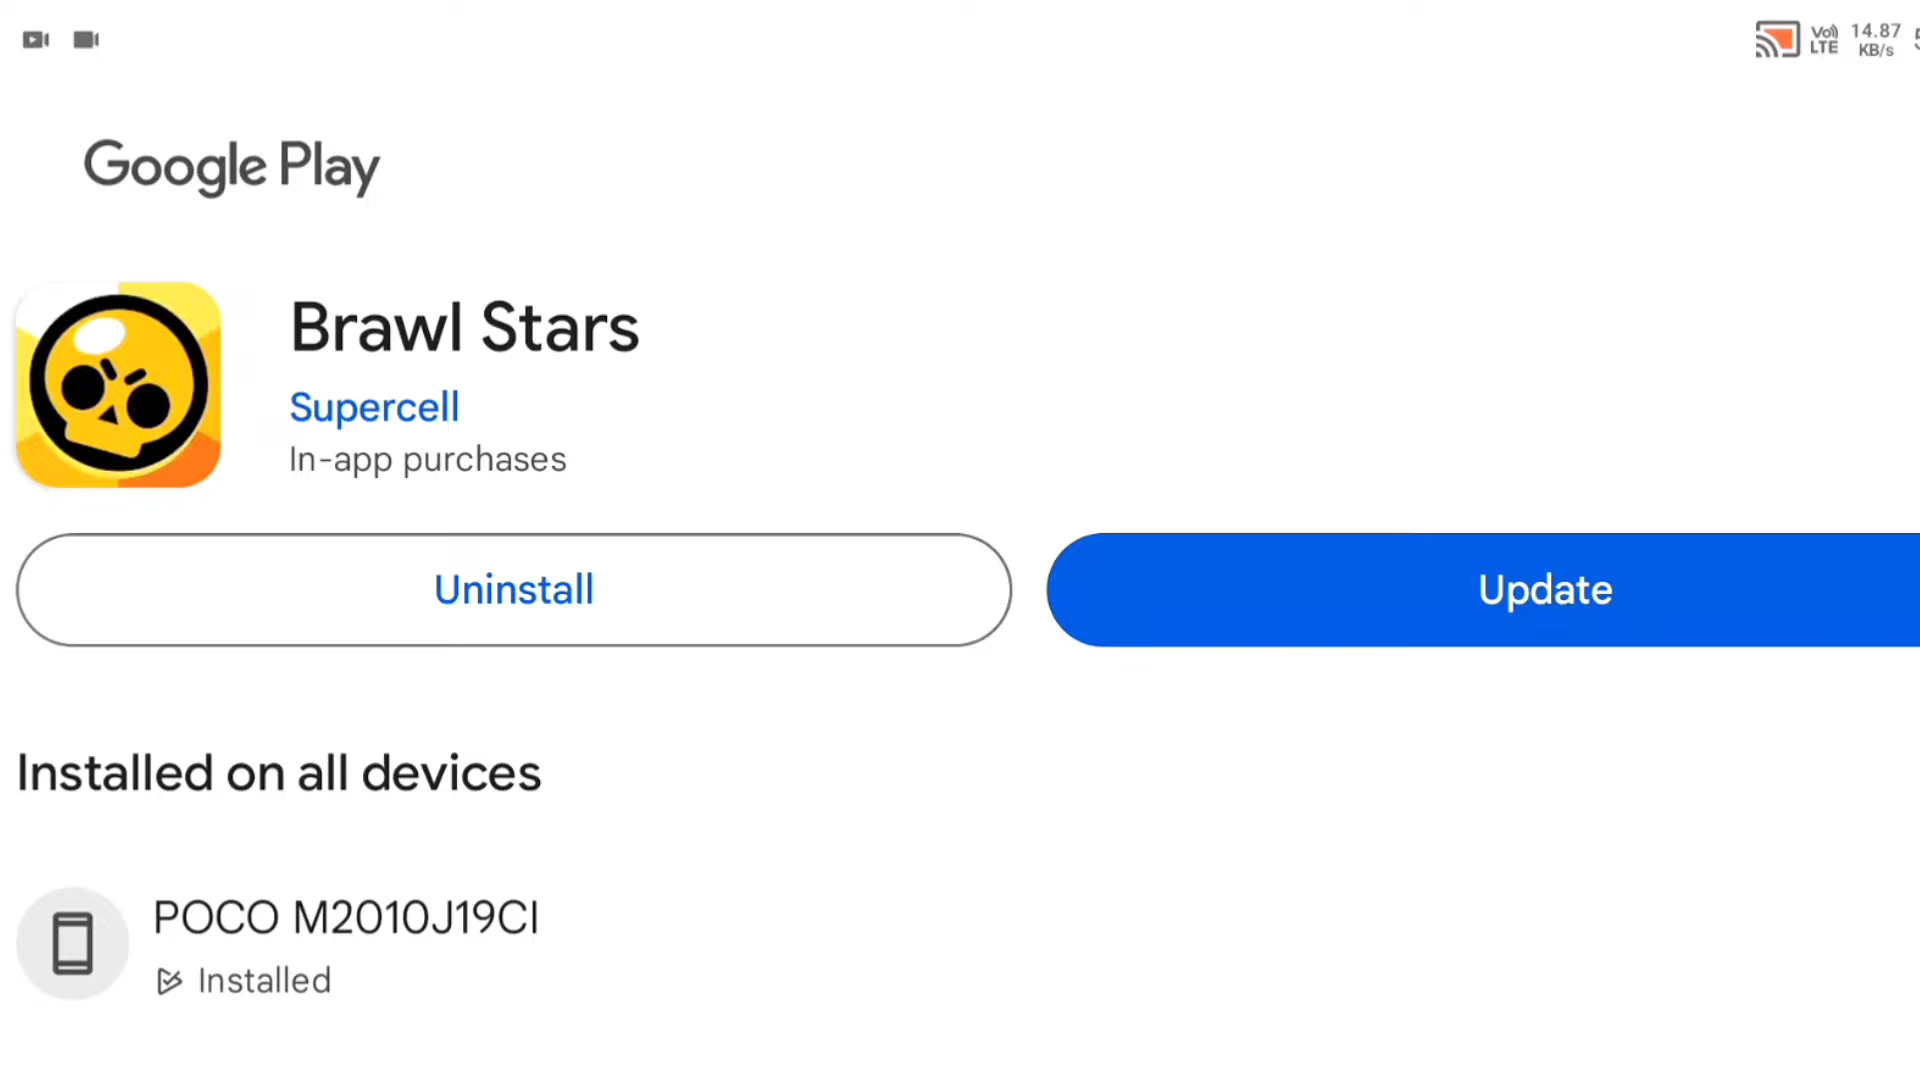 Vo) LTE 14.87 KB/s
Google Play
Brawl Stars
Supercell
In-app purchases
Uninstall
Update
Installed on all devices
POCO M2010J19CI
Installed